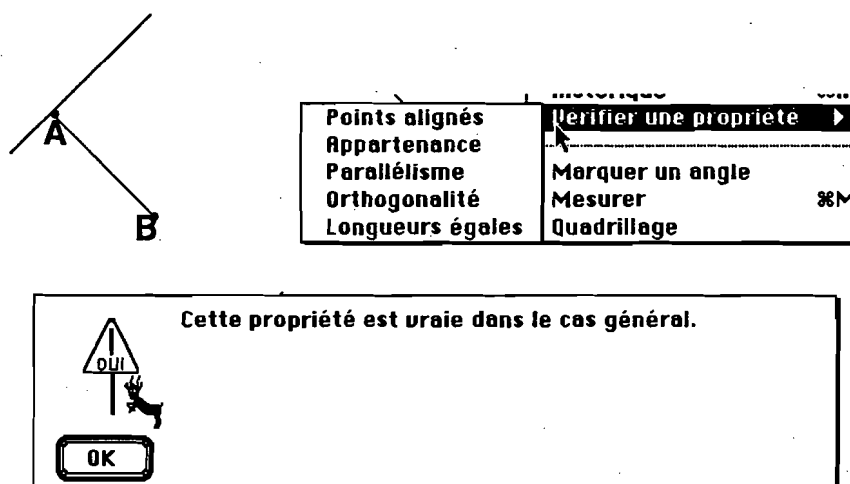 A
B
Historique
Points alignés
Vérifier une propriété
Appartenance
Parallélisme
Marquer un angle
Orthogonalité
Mesurer ⌘M
Longueurs égales
Quadrillage
Cette propriété est vraie dans le cas général.
OUI
OK